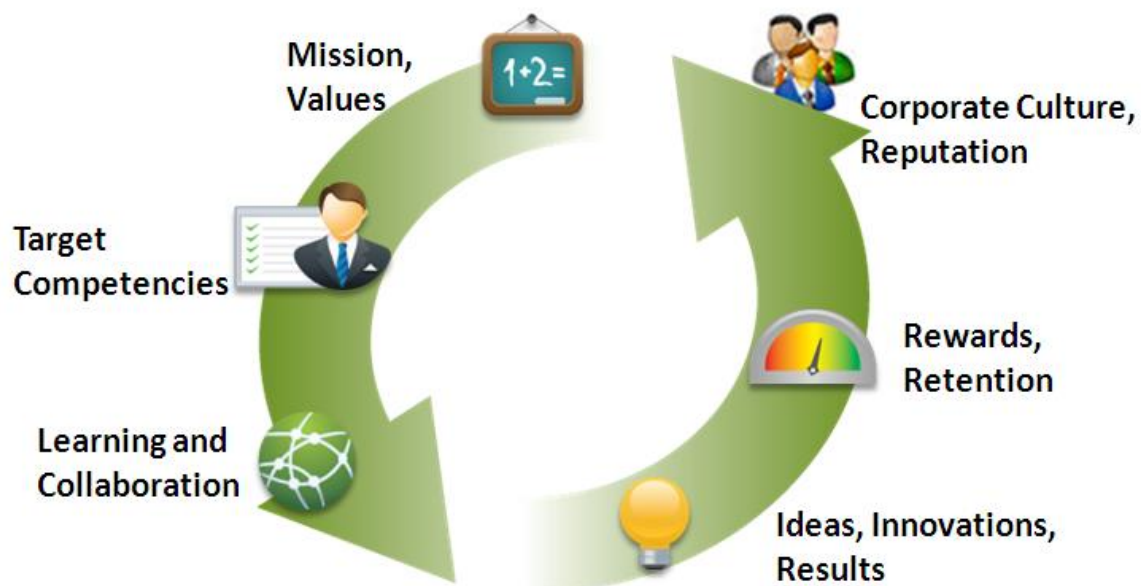 Mission,
Values
1+2=
Corporate Culture,
Reputation
Target
Competencies
Rewards,
Retention
Learning and
Collaboration
Ideas, Innovations,
Results